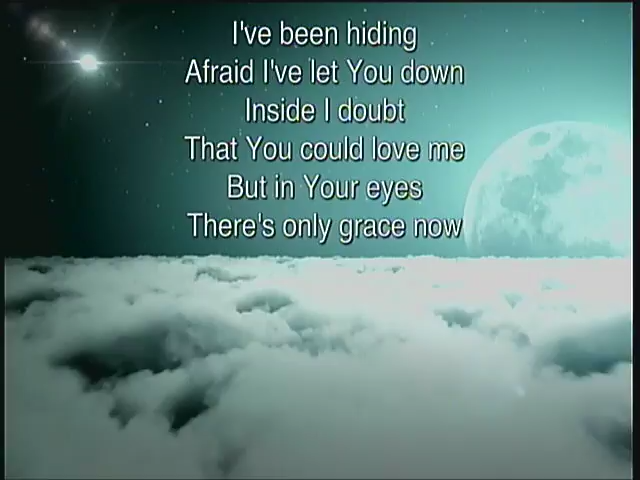 I've been hiding
Afraid I've let You down
Inside I doubt
That You could love me
But in Your eyes
There's only grace now